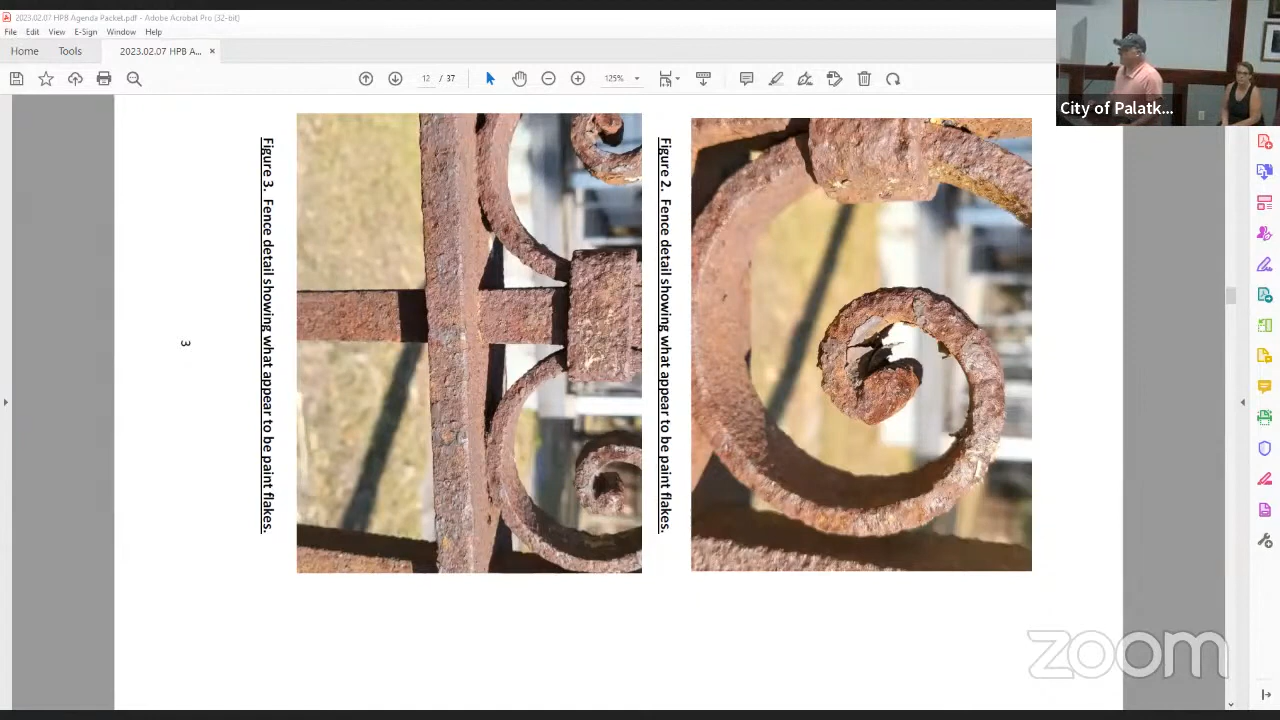 2023.02.07 HPB Agenda Packet.pdf - Adobe Acrobat Pro (32-bit)
File Edit View E-Sign Window Help
Home Tools 2023.02.07 HPB A... ×
12 / 37 125%
City of Palatk...
Figure 2. Fence detail showing what appear to be paint flakes.
Figure 3. Fence detail showing what appear to be paint flakes.
3
zoom